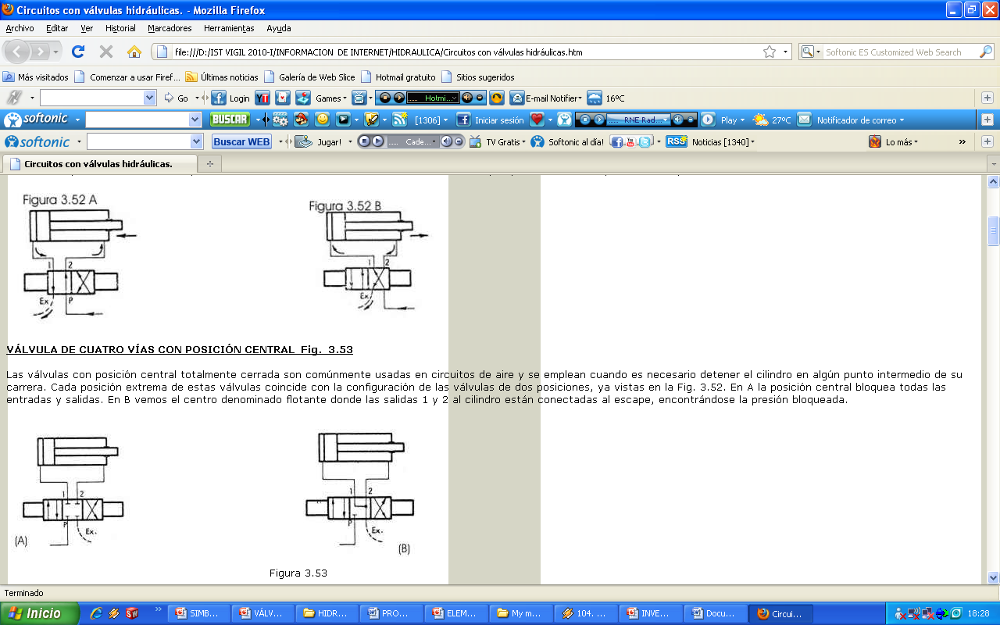 Circuitos con válvulas hidráulicas. - Mozilla Firefox
Archivo Editar Ver Historial Marcadores Herramientas Ayuda
file:///D:/IST VIGIL 2010-I/INFORMACION DE INTERNET/HIDRAULICA/Circuitos con válvulas hidráulicas.htm
Softonic ES Customized Web Search
Más visitados Comenzar a usar Firef... Últimas noticias Galería de Web Slice Hotmail gratuito Sitios sugeridos
Go Login Games Hotmi... E-mail Notifier 16ºC
softonic BUSCAR [1306] Iniciar sesión RNE Rad... Play 27ºC Notificador de correo
softonic Buscar WEB Jugar! Cade... TV Gratis Softonic al día! RSS Noticias [1340] Lo más »
Circuitos con válvulas hidráulicas.
Figura 3.52 A
Figura 3.52 B
1 2
1 2
Ex P
Ex
VÁLVULA DE CUATRO VÍAS CON POSICIÓN CENTRAL Fig. 3.53
Las válvulas con posición central totalmente cerrada son comúnmente usadas en circuitos de aire y se emplean cuando es necesario detener el cilindro en algún punto intermedio de su
carrera. Cada posición extrema de estas válvulas coincide con la configuración de las válvulas de dos posiciones, ya vistas en la Fig. 3.52. En A la posición central bloquea todas las
entradas y salidas. En B vemos el centro denominado flotante donde las salidas 1 y 2 al cilindro están conectadas al escape, encontrándose la presión bloqueada.
1 2
1 2
P Ex.
P Ex.
(A)
(B)
Figura 3.53
Terminado
Inicio » SIMB... VÁLV... HIDR... PRO... ELEM... My m... 104. ... INVE... Docu... Circui... 18:28